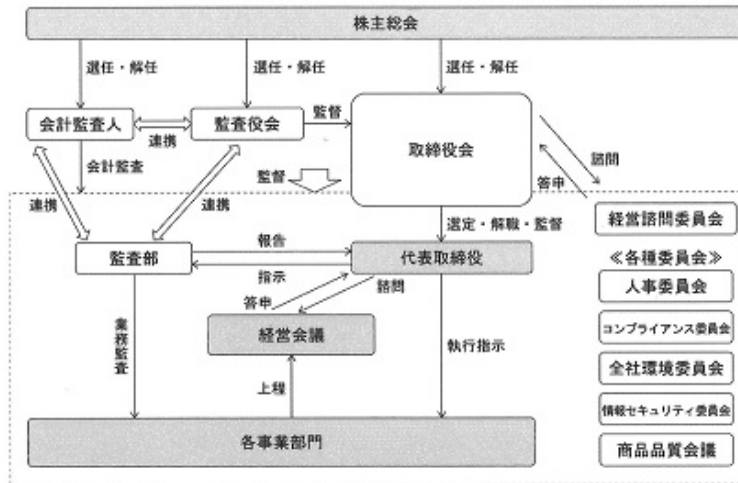 株主総会
選任・解任
選任・解任
選任・解任
会計監査人
連携
監査役会
監督
取締役会
諮問
答申
会計監査
監督
連携
連携
経営諮問委員会
選定・解職・監督
監査部
報告
指示
代表取締役
≪各種委員会≫
人事委員会
答申
諮問
業務監査
経営会議
執行指示
コンプライアンス委員会
全社環境委員会
上程
情報セキュリティ委員会
各事業部門
商品品質会議